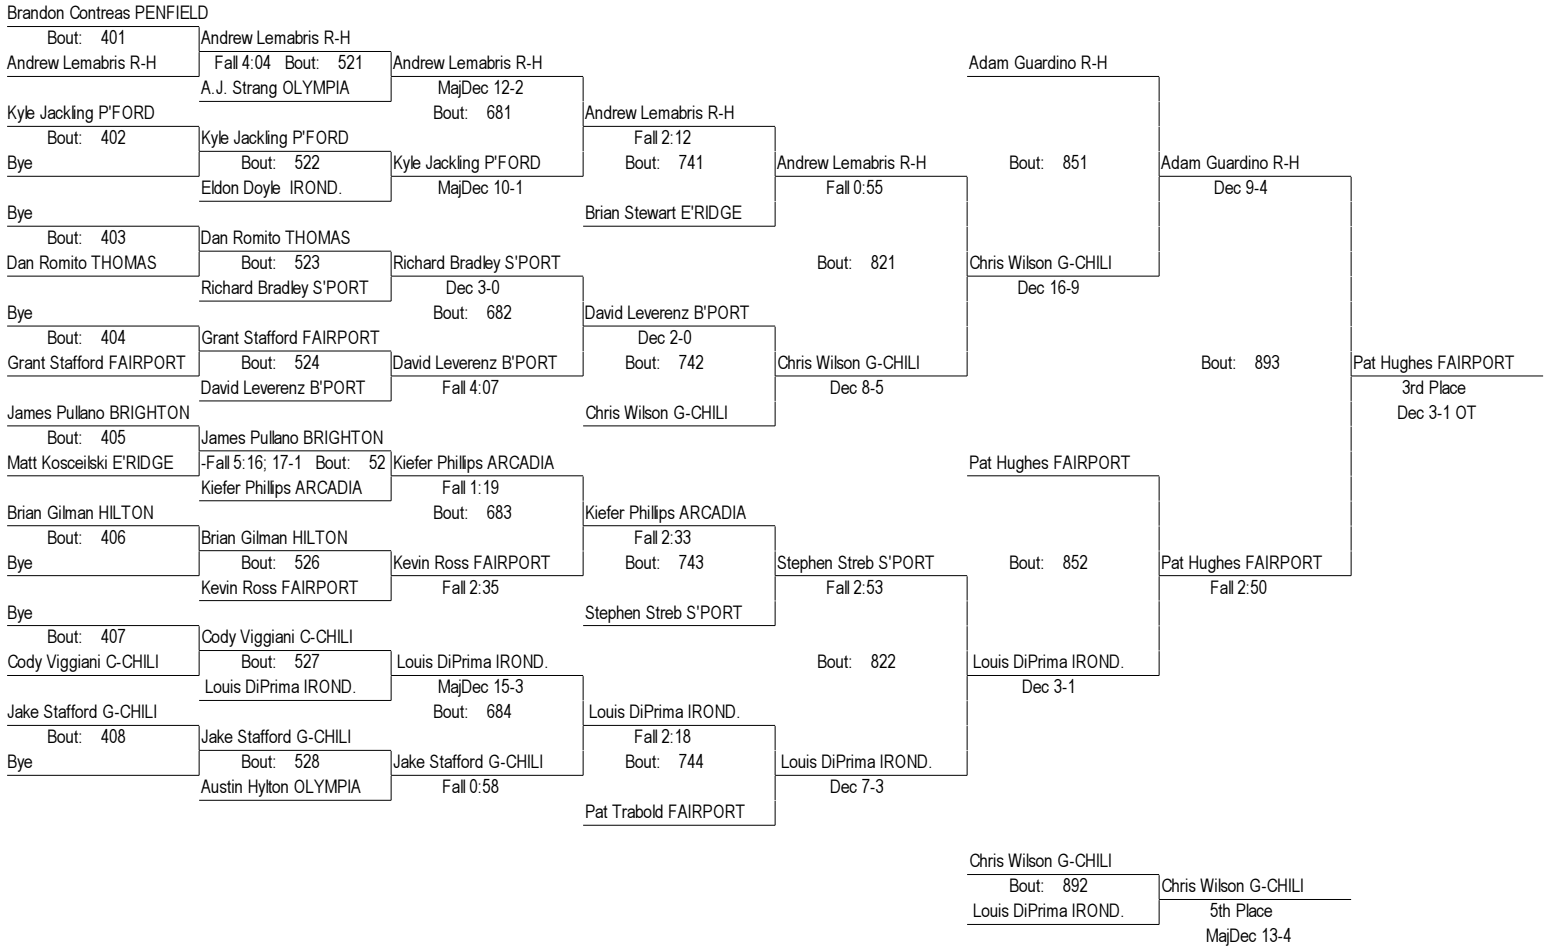 Brandon Contreas PENFIELD
Bout: 401
Andrew Lemabris R-H
Kyle Jackling P'FORD
Bout: 402
Bye
Bye
Bout: 403
Dan Romito THOMAS
Bye
Bout: 404
Grant Stafford FAIRPORT
James Pullano BRIGHTON
Bout: 405
Matt Kosceilski E'RIDGE
Brian Gilman HILTON
Bout: 406
Bye
Bye
Bout: 407
Cody Viggiani C-CHILI
Jake Stafford G-CHILI
Bout: 408
Bye
Andrew Lemabris R-H
Fall 4:04 Bout: 521
A.J. Strang OLYMPIA
Kyle Jackling P'FORD
Bout: 522
Eldon Doyle IROND.
Dan Romito THOMAS
Bout: 523
Richard Bradley S'PORT
Grant Stafford FAIRPORT
Bout: 524
David Leverenz B'PORT
James Pullano BRIGHTON
-Fall 5:16; 17-1 Bout: 52
Kiefer Phillips ARCADIA
Brian Gilman HILTON
Bout: 526
Kevin Ross FAIRPORT
Cody Viggiani C-CHILI
Bout: 527
Louis DiPrima IROND.
Jake Stafford G-CHILI
Bout: 528
Austin Hylton OLYMPIA
Andrew Lemabris R-H
MajDec 12-2
Bout: 681
Kyle Jackling P'FORD
MajDec 10-1
Richard Bradley S'PORT
Dec 3-0
Bout: 682
David Leverenz B'PORT
Fall 4:07
Kiefer Phillips ARCADIA
Fall 1:19
Bout: 683
Kevin Ross FAIRPORT
Fall 2:35
Louis DiPrima IROND.
MajDec 15-3
Bout: 684
Jake Stafford G-CHILI
Fall 0:58
Andrew Lemabris R-H
Fall 2:12
Bout: 741
Brian Stewart E'RIDGE
David Leverenz B'PORT
Dec 2-0
Bout: 742
Chris Wilson G-CHILI
Kiefer Phillips ARCADIA
Fall 2:33
Bout: 743
Stephen Streb S'PORT
Louis DiPrima IROND.
Fall 2:18
Bout: 744
Pat Trabold FAIRPORT
Andrew Lemabris R-H
Fall 0:55
Bout: 821
Chris Wilson G-CHILI
Dec 8-5
Stephen Streb S'PORT
Fall 2:53
Bout: 822
Louis DiPrima IROND.
Dec 7-3
Adam Guardino R-H
Bout: 851
Chris Wilson G-CHILI
Dec 16-9
Pat Hughes FAIRPORT
Bout: 852
Louis DiPrima IROND.
Dec 3-1
Adam Guardino R-H
Dec 9-4
Bout: 893
Pat Hughes FAIRPORT
Fall 2:50
Pat Hughes FAIRPORT
3rd Place
Dec 3-1 OT
Chris Wilson G-CHILI
Bout: 892
Louis DiPrima IROND.
Chris Wilson G-CHILI
5th Place
MajDec 13-4